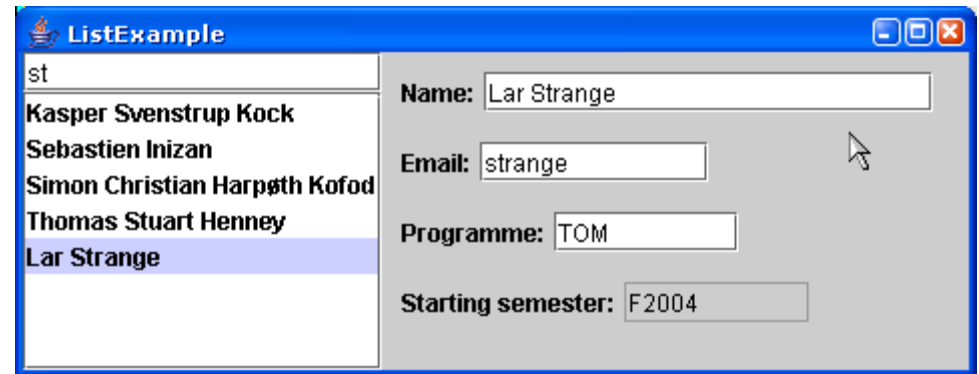 ListExample
st
Kasper Svenstrup Kock
Sebastien Inizan
Simon Christian Harpøth Kofod
Thomas Stuart Henney
Lar Strange
Name: Lar Strange
Email: strange
Programme: TOM
Starting semester: F2004